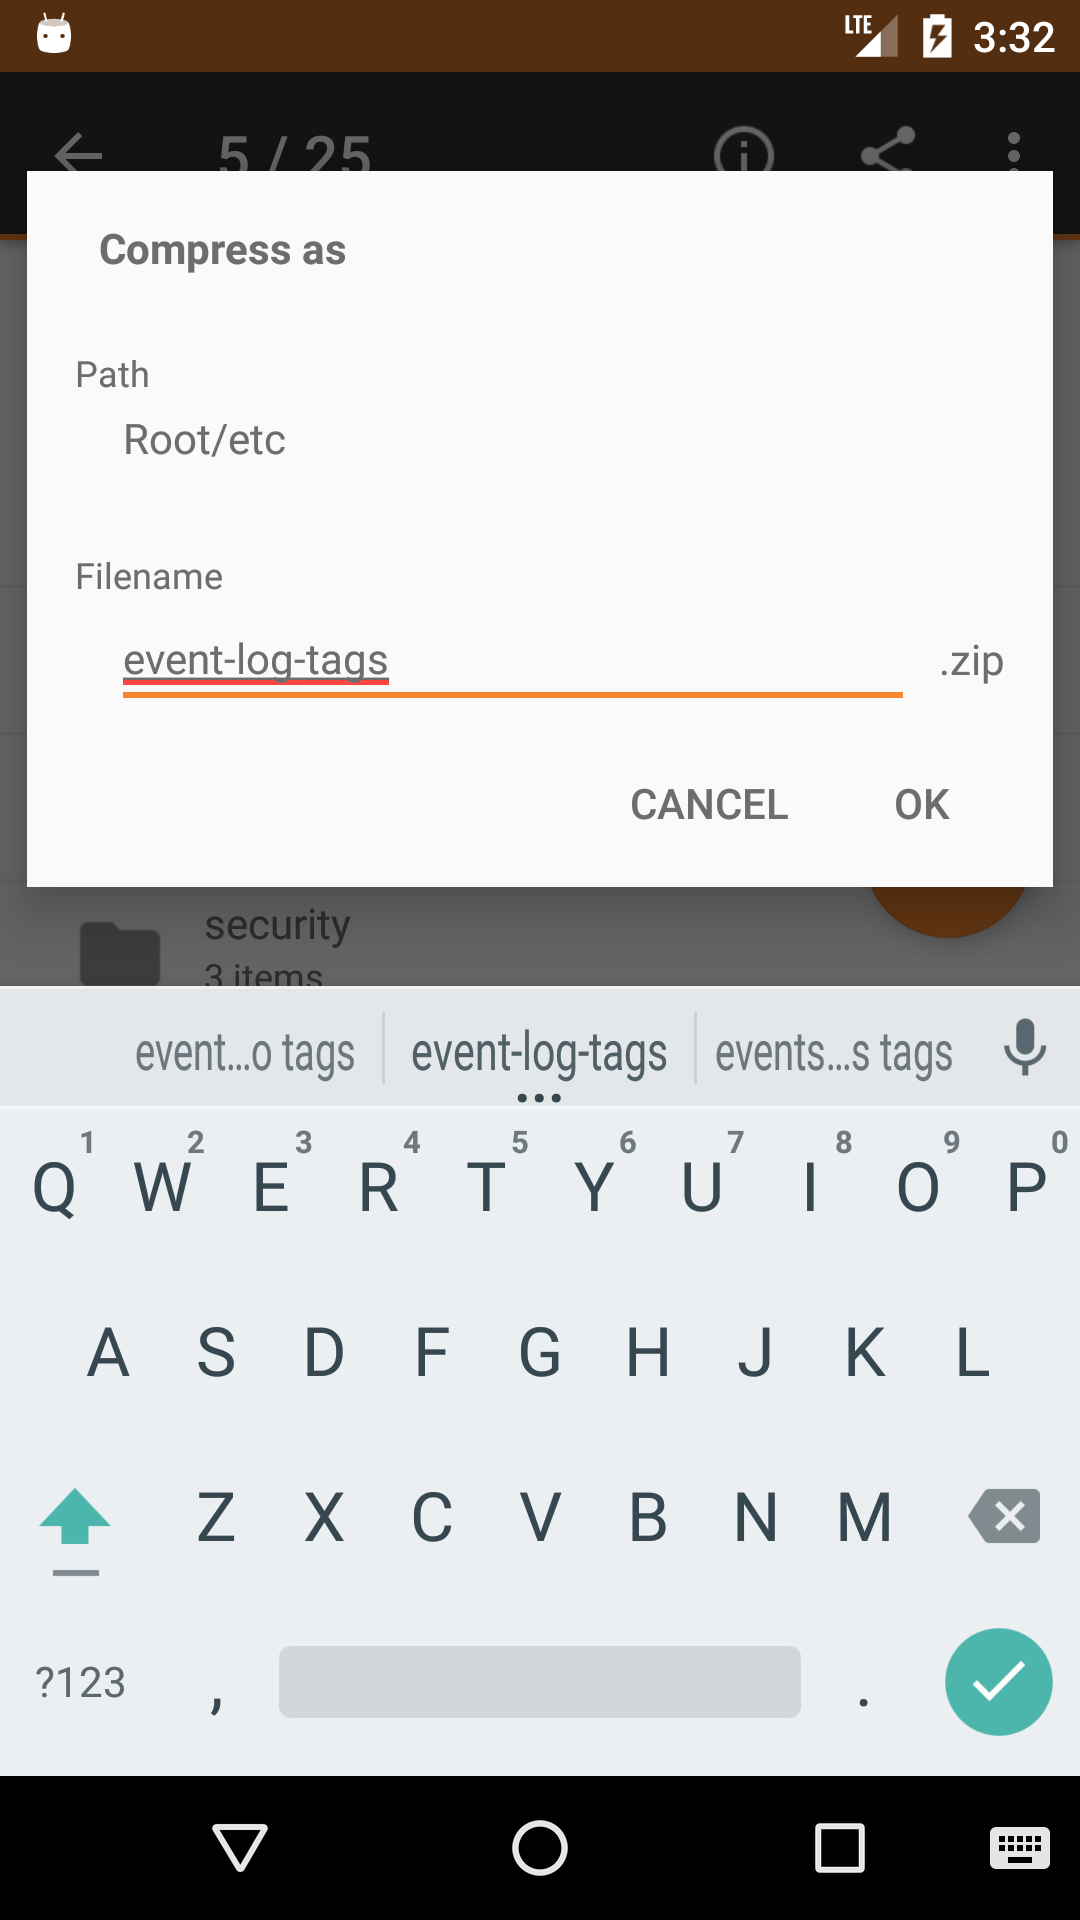 LTE 3:32
5 / 25
Compress as
Path
Root/etc
Filename
event-log-tags .zip
CANCEL OK
security
3 items
event...o tags event-log-tags events...s tags
1 2 3 4 5 6 7 8 9 0
Q W E R T Y U I O P
A S D F G H J K L
Z X C V B N M
?123 , .